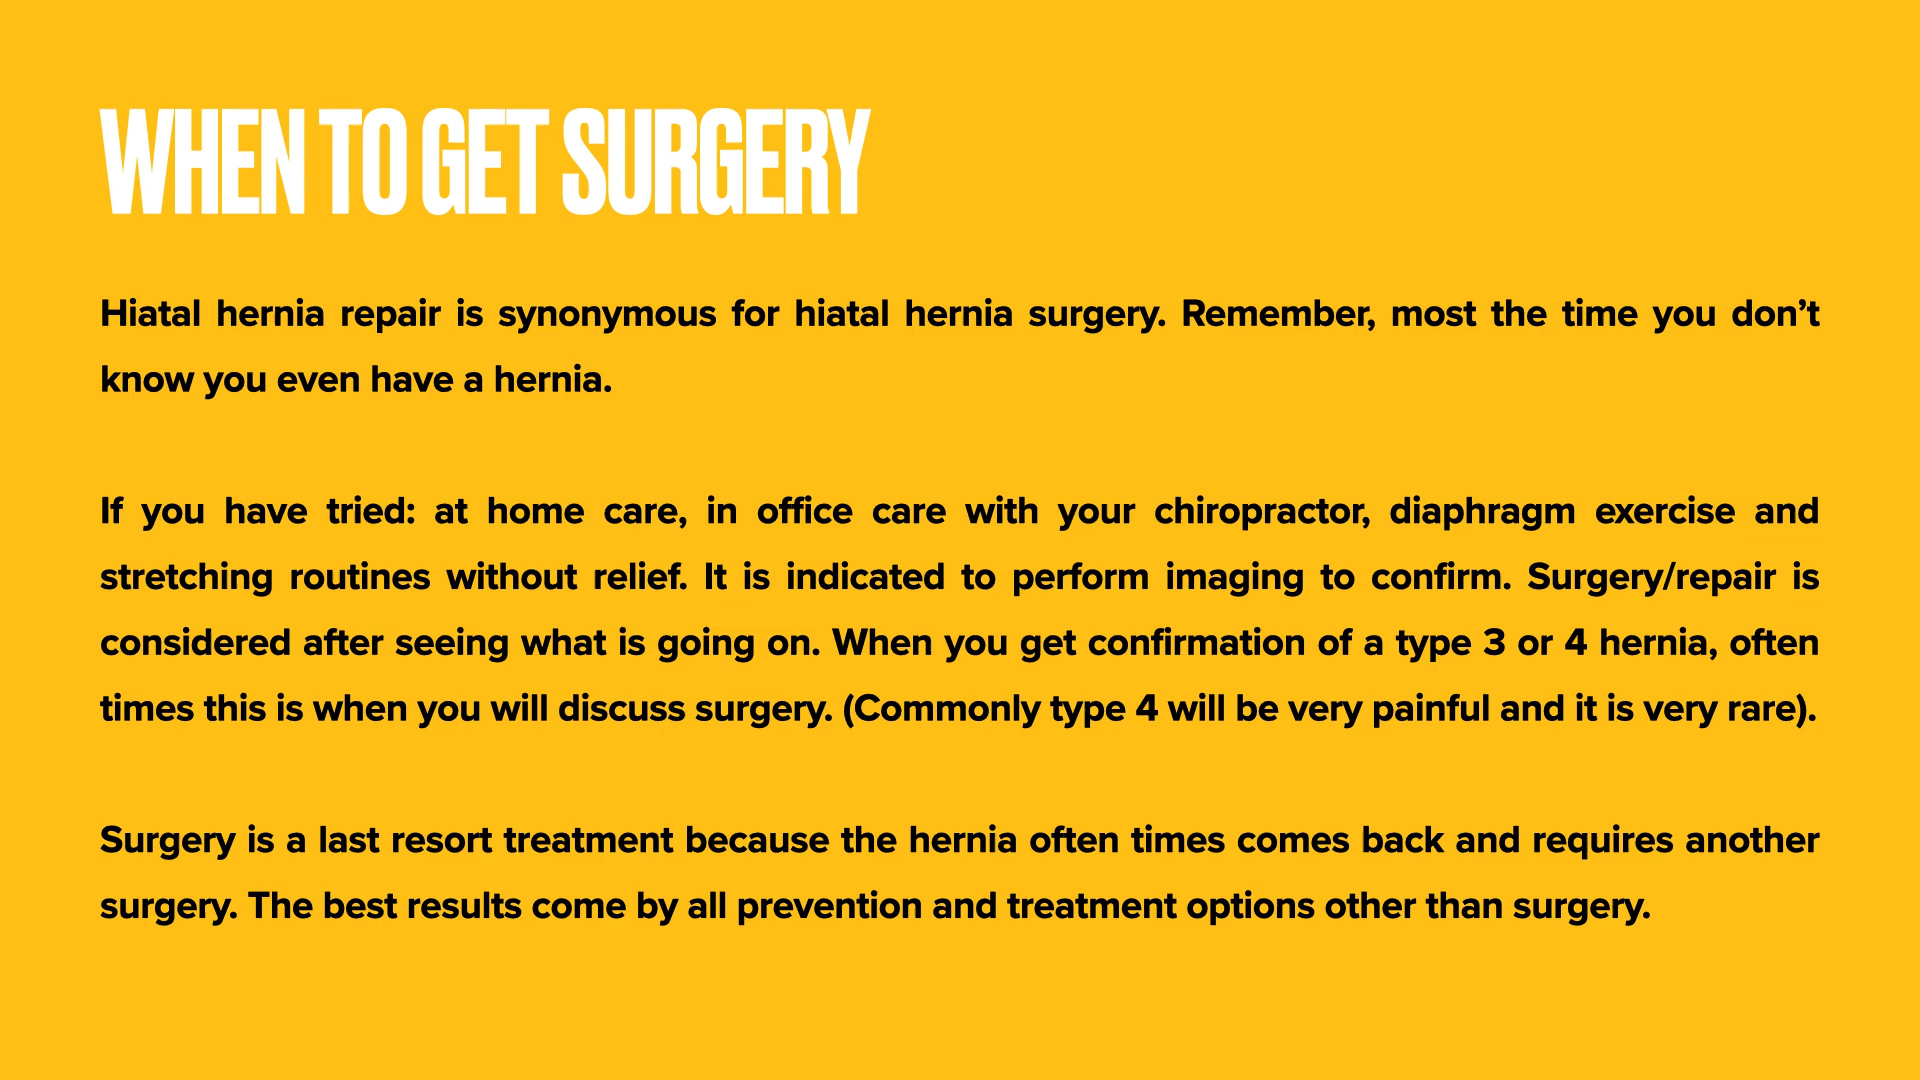 WHEN TO GET SURGERY
Hiatal hernia repair is synonymous for hiatal hernia surgery. Remember, most the time you don’t
know you even have a hernia.
If you have tried: at home care, in office care with your chiropractor, diaphragm exercise and
stretching routines without relief. It is indicated to perform imaging to confirm. Surgery/repair is
considered after seeing what is going on. When you get confirmation of a type 3 or 4 hernia, often
times this is when you will discuss surgery. (Commonly type 4 will be very painful and it is very rare).
Surgery is a last resort treatment because the hernia often times comes back and requires another
surgery. The best results come by all prevention and treatment options other than surgery.